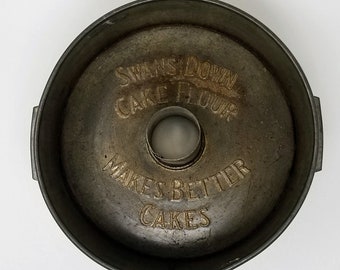 SWANS DOWN
CAKE FLOUR
MAKES BETTER
CAKES